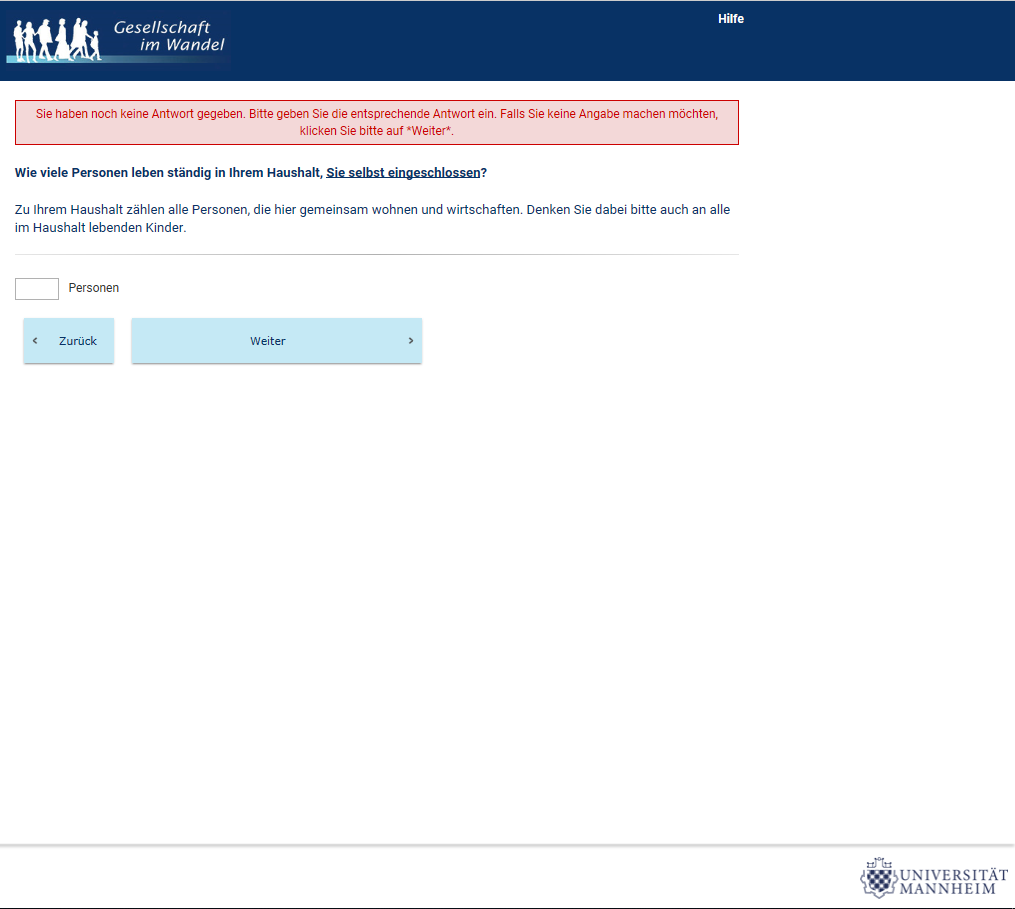 Gesellschaft
im Wandel
Hilfe
Sie haben noch keine Antwort gegeben. Bitte geben Sie die entsprechende Antwort ein. Falls Sie keine Angabe machen möchten,
klicken Sie bitte auf *Weiter*.
Wie viele Personen leben ständig in Ihrem Haushalt, Sie selbst eingeschlossen?
Zu Ihrem Haushalt zählen alle Personen, die hier gemeinsam wohnen und wirtschaften. Denken Sie dabei bitte auch an alle
im Haushalt lebenden Kinder.
Personen
‹ Zurück
Weiter ›
UNIVERSITÄT
MANNHEIM